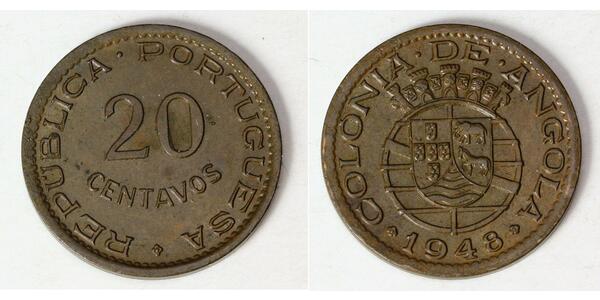 REPUBLICA · PORTUGUESA
20
CENTAVOS
COLONIA · DE · ANGOLA
1948